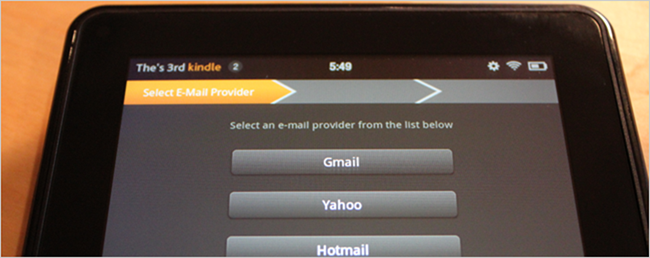 The's 3rd kindle 2 5:49
Select E-Mail Provider
Select an e-mail provider from the list below
Gmail
Yahoo
Hotmail